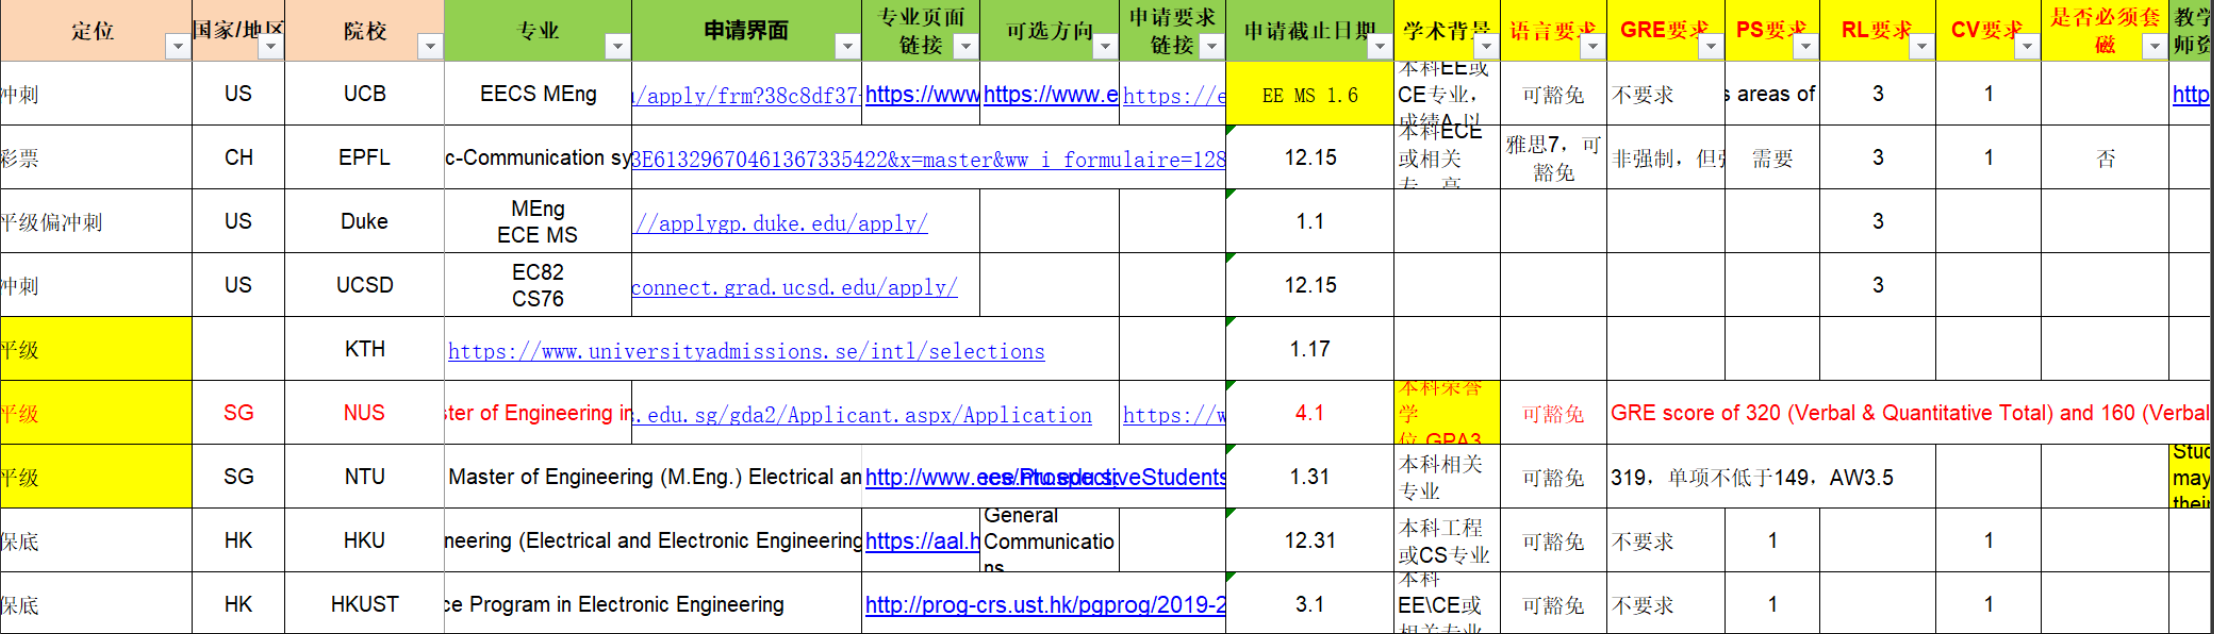 定位 国家/地区 院校 专业 申请界面 专业页面链接 可选方向 申请要求链接 申请截止日期 学术背景 语言要求 GRE要求 PS要求 RL要求 CV要求 是否必须套磁 教学师资
冲刺 US UCB EECS MEng /apply/frm?38c8df37- https://www https://www.e https://e EE MS 1.6 本科EE或CE专业，成绩A-以 可豁免 不要求 s areas of 3 1 http
彩票 CH EPFL c-Communication sy 3E61329670461367335422&x=master&ww_i_formulaire=128 12.15 本科ECE或相关专 高 雅思7，可豁免 非强制，但强 需要 3 1 否
平级偏冲刺 US Duke MEng ECE MS //applygp.duke.edu/apply/ 1.1 3
冲刺 US UCSD EC82 CS76 connect.grad.ucsd.edu/apply/ 12.15 3
平级 KTH https://www.universityadmissions.se/intl/selections 1.17
平级 SG NUS ster of Engineering in .edu.sg/gda2/Applicant.aspx/Application https://w 4.1 本科荣誉学位,GPA3 可豁免 GRE score of 320 (Verbal & Quantitative Total) and 160 (Verbal
平级 SG NTU Master of Engineering (M.Eng.) Electrical an http://www.eee.ntu.edu.s /ProspectiveStudents 1.31 本科相关专业 可豁免 319，单项不低于149，AW3.5 Stud may their
保底 HK HKU neering (Electrical and Electronic Engineering https://aal.h General Communications 12.31 本科工程或CS专业 可豁免 不要求 1 1
保底 HK HKUST ce Program in Electronic Engineering http://prog-crs.ust.hk/pgprog/2019-2 3.1 本科EE\CE或相关专业 可豁免 不要求 1 1